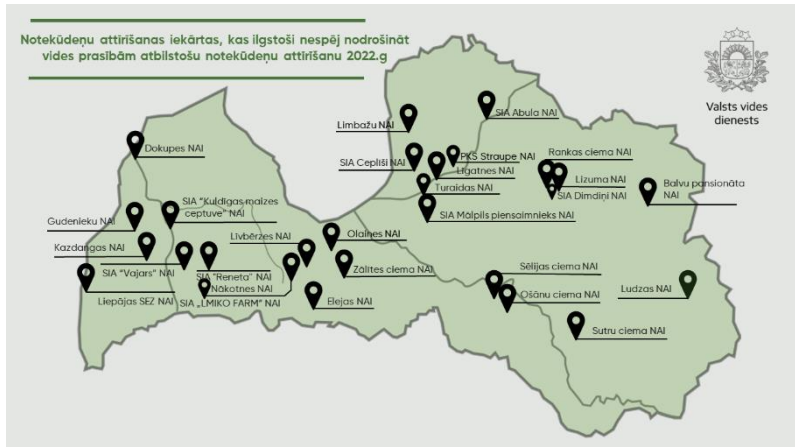 Notekūdeņu attīrīšanas iekārtas, kas ilgstoši nespēj nodrošināt
vides prasībām atbilstošu notekūdeņu attīrīšanu 2022.g
Valsts vides
dienests
SIA Abula NAI
Limbažu NAI
Dokupes NAI
SIA Ceplīši NAI
PKS Straupe NAI
Līgatnes NAI
Turaidas NAI
Rankas ciema NAI
Lizuma NAI
SIA Dimdiņi NAI
Balvu pansionāta
NAI
SIA Mālpils piensaimnieks NAI
SIA "Kuldīgas maizes
ceptuve" NAI
Gudenieku NAI
Kazdangas NAI
Līvbērzes NAI
Olaines NAI
SIA "Vajars" NAI
SIA "Reneta" NAI
Zālītes ciema NAI
Nākotnes NAI
Liepājas SEZ NAI
SIA „LMIKO FARM" NAI
Elejas NAI
Sēlijas ciema NAI
Ošānu ciema NAI
Ludzas NAI
Sutru ciema NAI